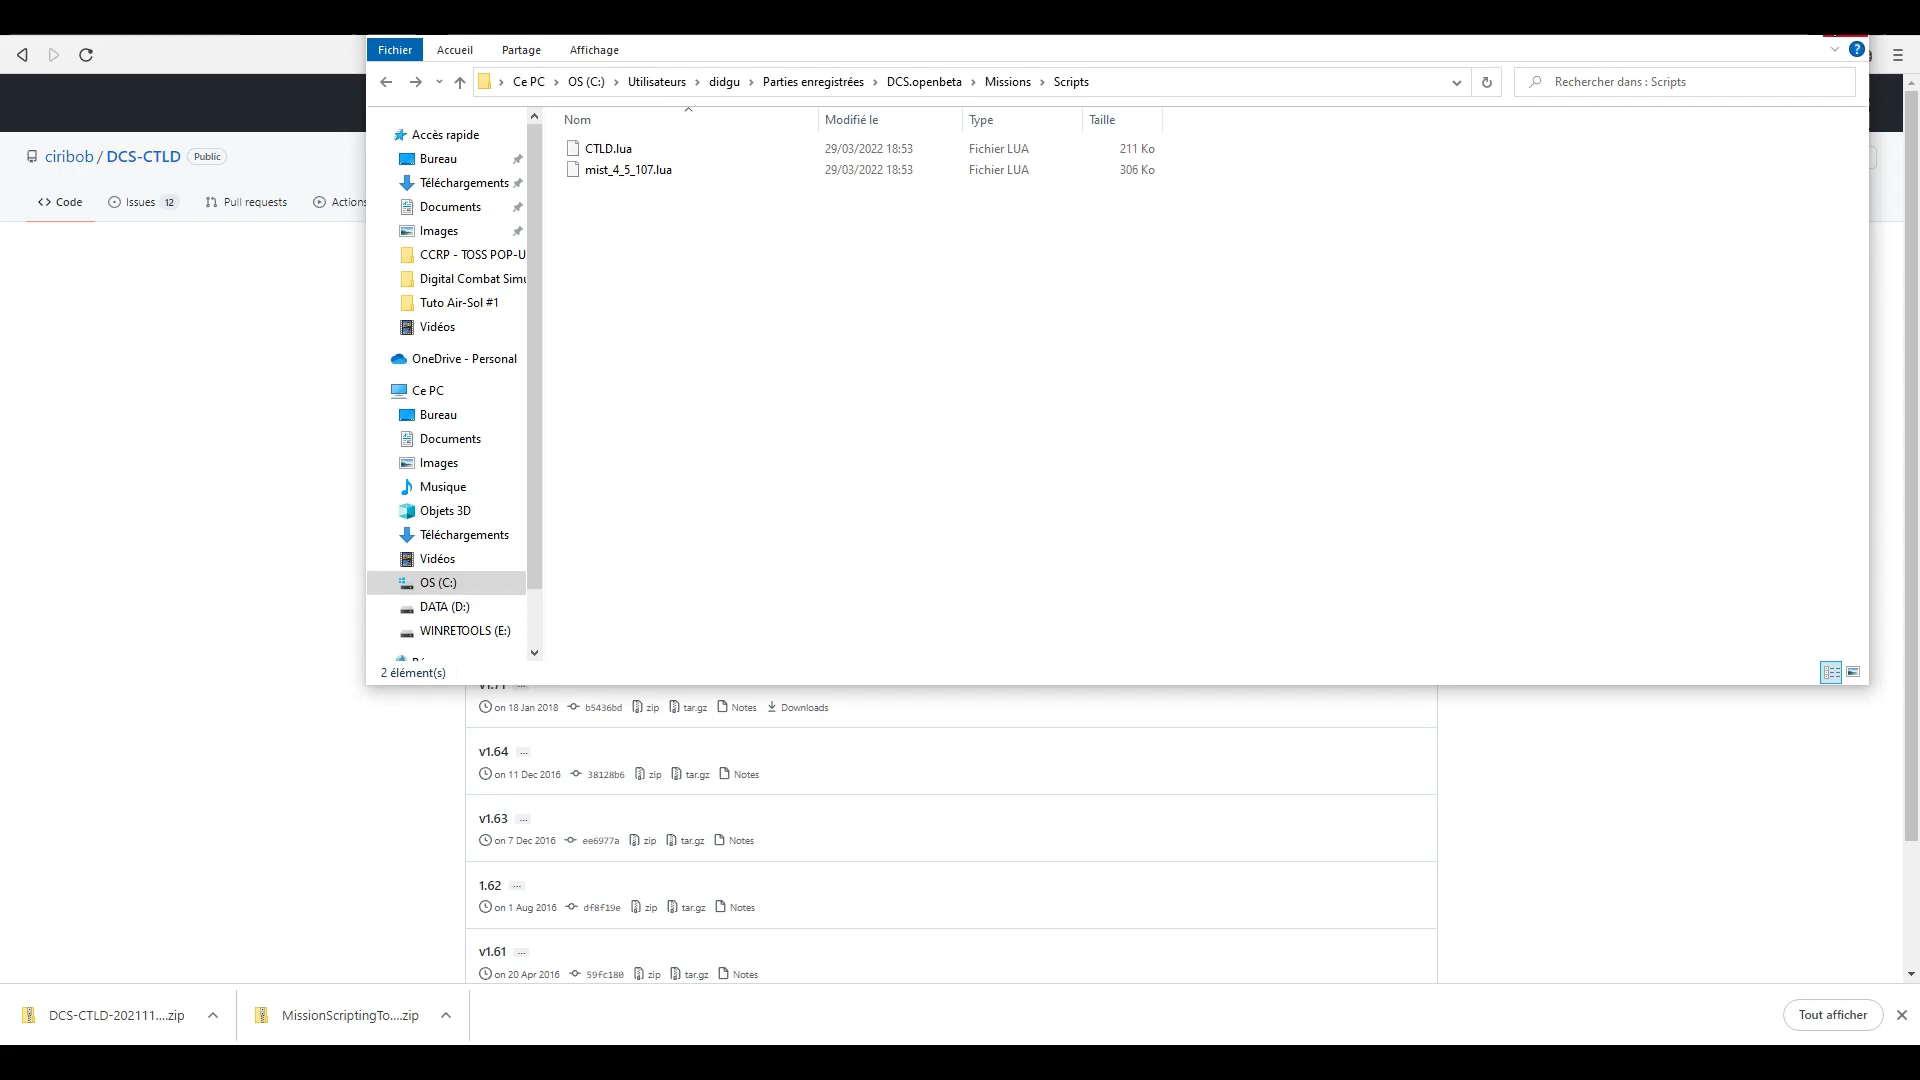 Fichier Accueil Partage Affichage
Ce PC OS (C:) Utilisateurs didgu Parties enregistrées DCS.openbeta Missions Scripts
Rechercher dans : Scripts
Nom Modifié le Type Taille
CTLD.lua 29/03/2022 18:53 Fichier LUA 211 Ko
mist_4_5_107.lua 29/03/2022 18:53 Fichier LUA 306 Ko
Accès rapide
Bureau
Téléchargements
Documents
Images
CCRP - TOSS POP-U
Digital Combat Simu
Tuto Air-Sol #1
Vidéos
OneDrive - Personal
Ce PC
Bureau
Documents
Images
Musique
Objets 3D
Téléchargements
Vidéos
OS (C:)
DATA (D:)
WINRETOOLS (E:)
2 élément(s)
ciribob / DCS-CTLD Public
<> Code Issues 12 Pull requests Actions
v1.71 ...
on 18 Jan 2018 b5436bd zip tar.gz Notes Downloads
v1.64 ...
on 11 Dec 2016 38128b6 zip tar.gz Notes
v1.63 ...
on 7 Dec 2016 ee6977a zip tar.gz Notes
1.62 ...
on 1 Aug 2016 df8f19e zip tar.gz Notes
v1.61 ...
on 20 Apr 2016 59fc180 zip tar.gz Notes
DCS-CTLD-202111....zip MissionScriptingTo....zip Tout afficher